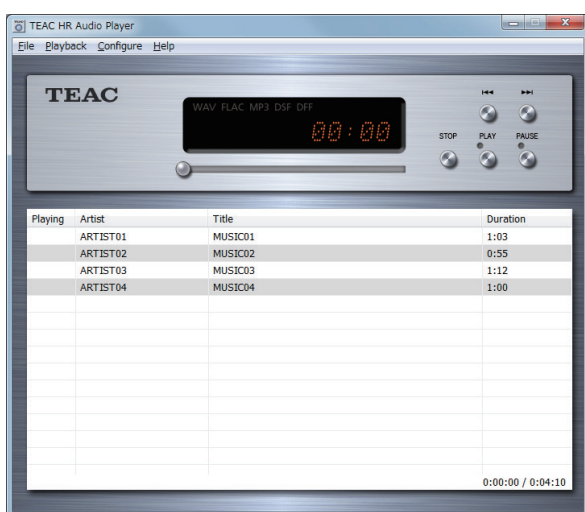 TEAC HR Audio Player
File Playback Configure Help
TEAC
WAV FLAC MP3 DSF DFF
00:00
STOP PLAY PAUSE
Playing Artist Title Duration
ARTIST01 MUSIC01 1:03
ARTIST02 MUSIC02 0:55
ARTIST03 MUSIC03 1:12
ARTIST04 MUSIC04 1:00
0:00:00 / 0:04:10